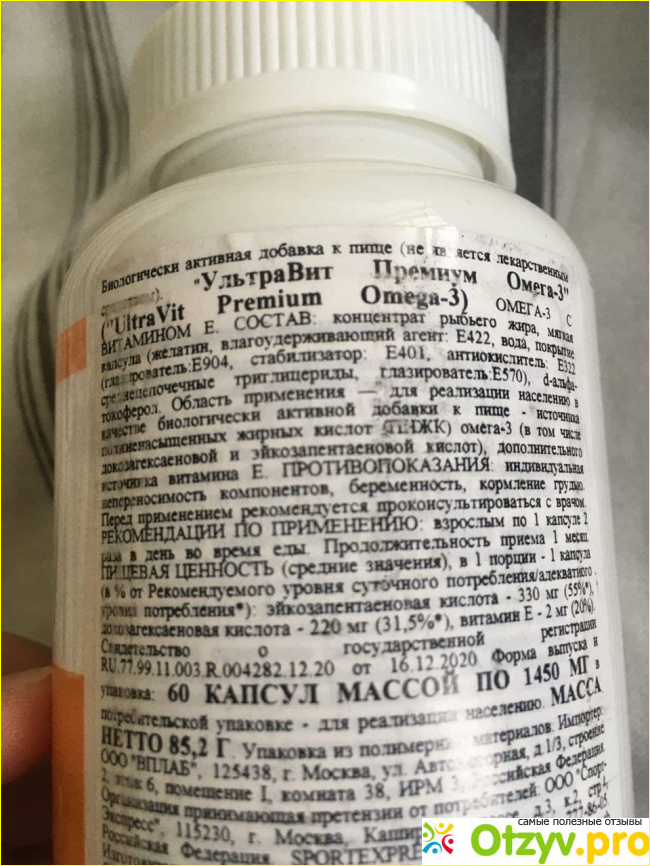 Биологически активная добавка к пище (не является лекарственным
средством). "УльтраВит Премиум Омега-3"
("UltraVit Premium Omega-3) ОМЕГА-3 С
ВИТАМИНОМ Е. СОСТАВ: концентрат рыбьего жира, мягкая
капсула (желатин, влагоудерживающий агент: Е422, вода, покрытие
(глазирователь:Е904, стабилизатор: Е401, антиокислитель: Е322
среднецепочечные триглицериды, глазирователь:Е570), d-альфа-
токоферол. Область применения — для реализации населению в
качестве биологически активной добавки к пище - источника
полиненасыщенных жирных кислот (ПНЖК) омега-3 (в том числе
докозагексаеновой и эйкозапентаеновой кислот), дополнительного
источника витамина Е. ПРОТИВОПОКАЗАНИЯ: индивидуальная
непереносимость компонентов, беременность, кормление грудью.
Перед применением рекомендуется проконсультироваться с врачом.
РЕКОМЕНДАЦИИ ПО ПРИМЕНЕНИЮ: взрослым по 1 капсуле 2
раза в день во время еды. Продолжительность приема 1 месяц.
ПИЩЕВАЯ ЦЕННОСТЬ (средние значения), в 1 порции - 1 капсула
(в % от Рекомендуемого уровня суточного потребления/адекватного
уровня потребления*): эйкозапентаеновая кислота - 330 мг (55%*),
докозагексаеновая кислота - 220 мг (31,5%*), витамин Е - 2 мг (20%).
Свидетельство о государственной регистрации
RU.77.99.11.003.R.004282.12.20 от 16.12.2020 Форма выпуска и
упаковка: 60 КАПСУЛ МАССОЙ ПО 1450 МГ в
потребительской упаковке - для реализации населению. МАССА
НЕТТО 85,2 Г. Упаковка из полимерных материалов. Импортер:
ООО "ВПЛАБ", 125438, г. Москва, ул. Автомоторная, д.1/3, строение
2, этаж 6, помещение I, комната 38, ИРМ 3, Российская Федерация.
Организация принимающая претензии от потребителей: ООО "Спорт-
Экспресс" 115230, г. Москва, д.3, к.2, стр.4,
Российская Федерация. 
самые полезные отзывы
Otzyv.pro